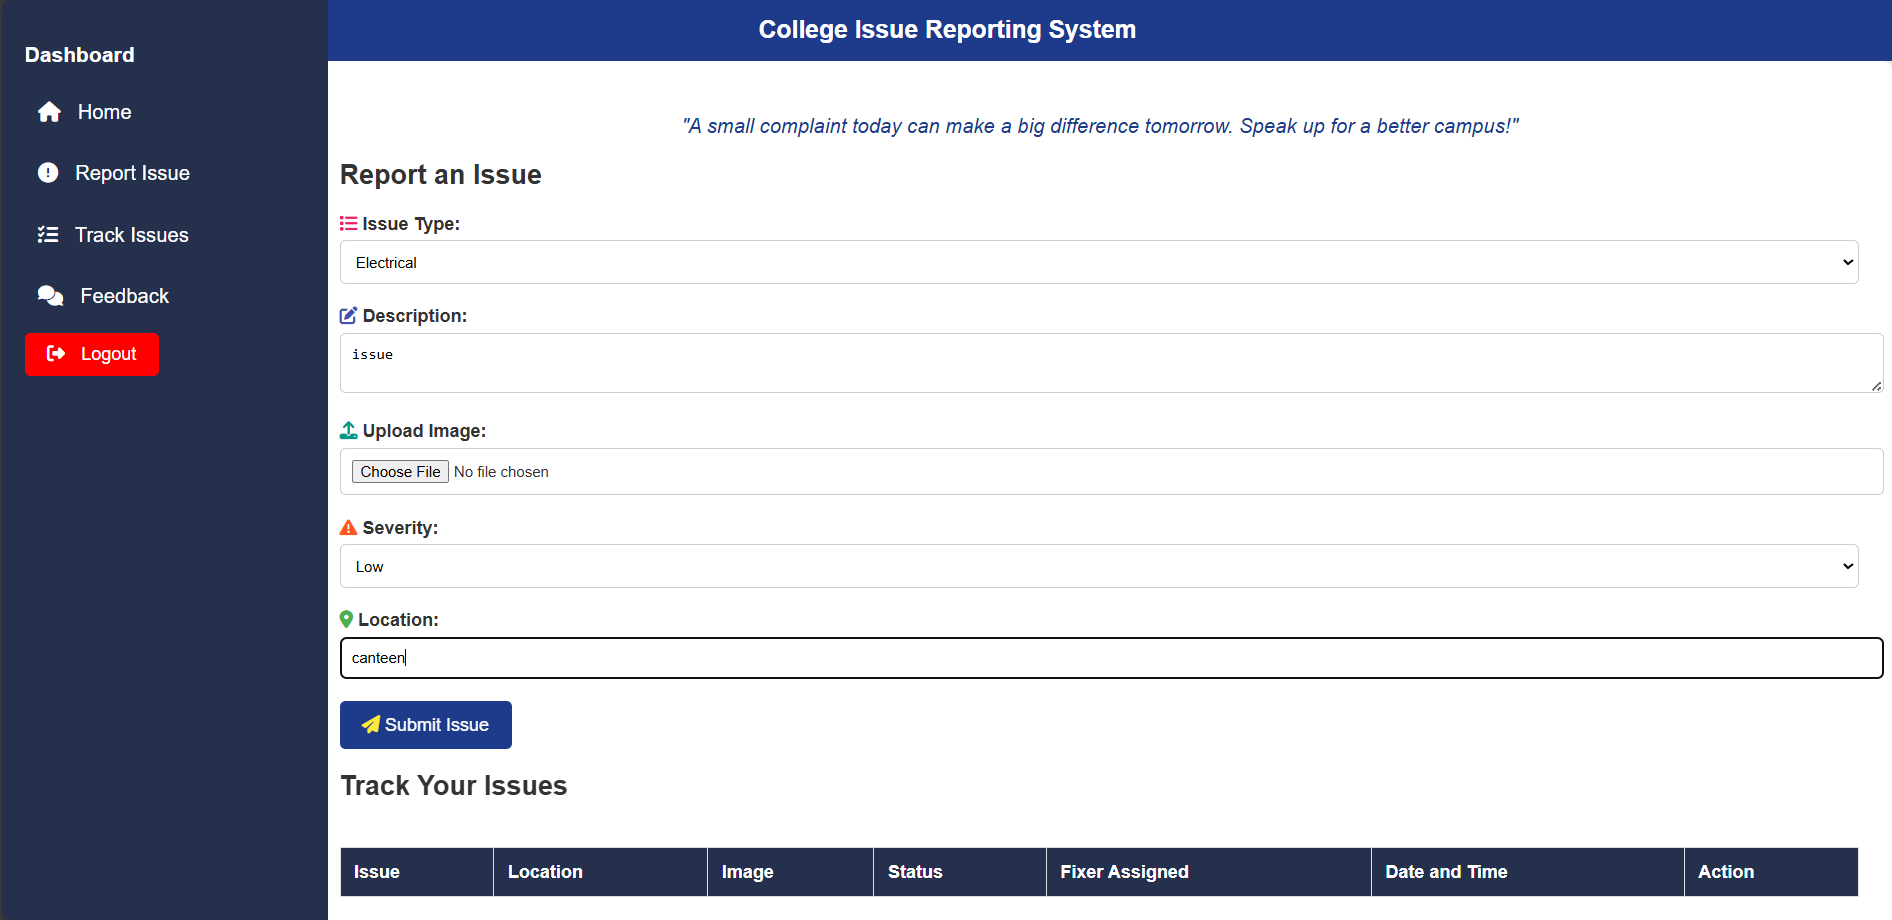 College Issue Reporting System
Dashboard
Home
Report Issue
Track Issues
Feedback
Logout
"A small complaint today can make a big difference tomorrow. Speak up for a better campus!"
Report an Issue
Issue Type:
Electrical
Description:
issue
Upload Image:
Choose File No file chosen
Severity:
Low
Location:
canteen
Submit Issue
Track Your Issues
Issue Location Image Status Fixer Assigned Date and Time Action